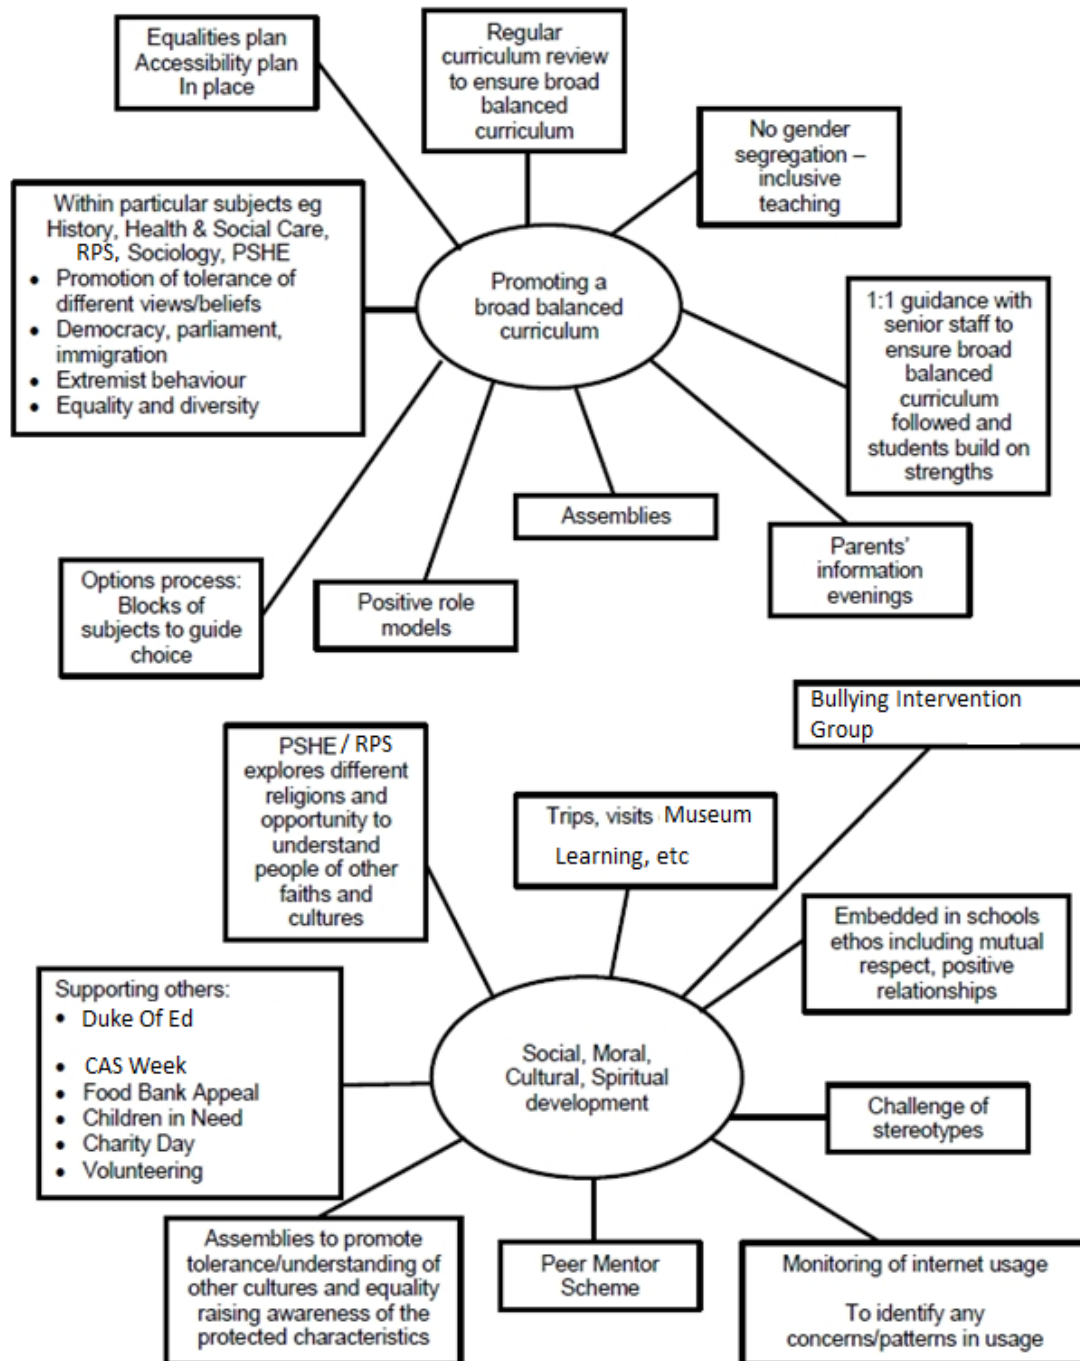 Equalities plan
Accessibility plan
In place
Regular
curriculum review
to ensure broad
balanced
curriculum
No gender
segregation –
inclusive
teaching
Within particular subjects eg
History, Health & Social Care,
RPS, Sociology, PSHE
• Promotion of tolerance of
different views/beliefs
• Democracy, parliament,
immigration
• Extremist behaviour
• Equality and diversity
Promoting a
broad balanced
curriculum
1:1 guidance with
senior staff to
ensure broad
balanced
curriculum
followed and
students build on
strengths
Assemblies
Parents'
information
evenings
Options process:
Blocks of
subjects to guide
choice
Positive role
models
Bullying Intervention
Group
PSHE / RPS
explores different
religions and
opportunity to
understand
people of other
faiths and
cultures
Trips, visits Museum
Learning, etc
Embedded in schools
ethos including mutual
respect, positive
relationships
Supporting others:
• Duke Of Ed
• CAS Week
• Food Bank Appeal
• Children in Need
• Charity Day
• Volunteering
Social, Moral,
Cultural, Spiritual
development
Challenge of
stereotypes
Assemblies to promote
tolerance/understanding of
other cultures and equality
raising awareness of the
protected characteristics
Peer Mentor
Scheme
Monitoring of internet usage
To identify any
concerns/patterns in usage